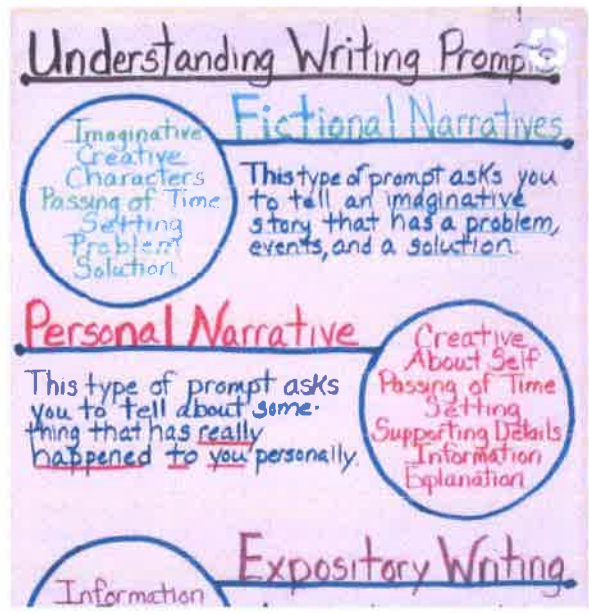 Understanding Writing Prompts
Fictional Narratives
Imaginative
Creative
Characters
Passing of Time
Setting
Problem
Solution
This type of prompt asks you
to tell an imaginative
story that has a problem,
events, and a solution.
Personal Narrative
This type of prompt asks
you to tell about some-
thing that has really
happened to you personally.
Creative
About Self
Passing of Time
Setting
Supporting Details
Information
Explanation
Expository Writing
Information